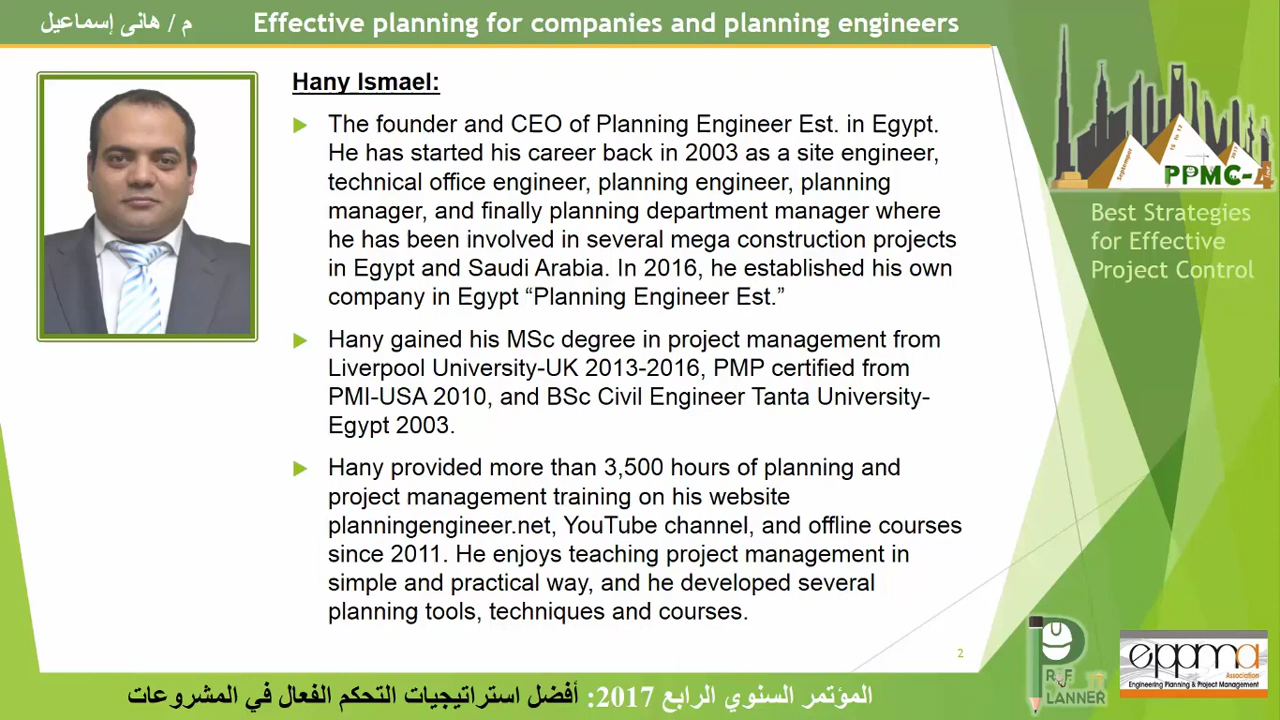 م / هانى إسماعيل
Effective planning for companies and planning engineers
Hany Ismael:
The founder and CEO of Planning Engineer Est. in Egypt.
He has started his career back in 2003 as a site engineer,
technical office engineer, planning engineer, planning
manager, and finally planning department manager where
he has been involved in several mega construction projects
in Egypt and Saudi Arabia. In 2016, he established his own
company in Egypt “Planning Engineer Est.”
Hany gained his MSc degree in project management from
Liverpool University-UK 2013-2016, PMP certified from
PMI-USA 2010, and BSc Civil Engineer Tanta University-
Egypt 2003.
Hany provided more than 3,500 hours of planning and
project management training on his website
planningengineer.net, YouTube channel, and offline courses
since 2011. He enjoys teaching project management in
simple and practical way, and he developed several
planning tools, techniques and courses.
2
September
15 to 17
2017
PPMC-4
Best Strategies
for Effective
Project Control
LANNER
eppma
Association
Engineering Planning & Project Management
المؤتمر السنوي الرابع 2017: أفضل استراتيجيات التحكم الفعال في المشروعات